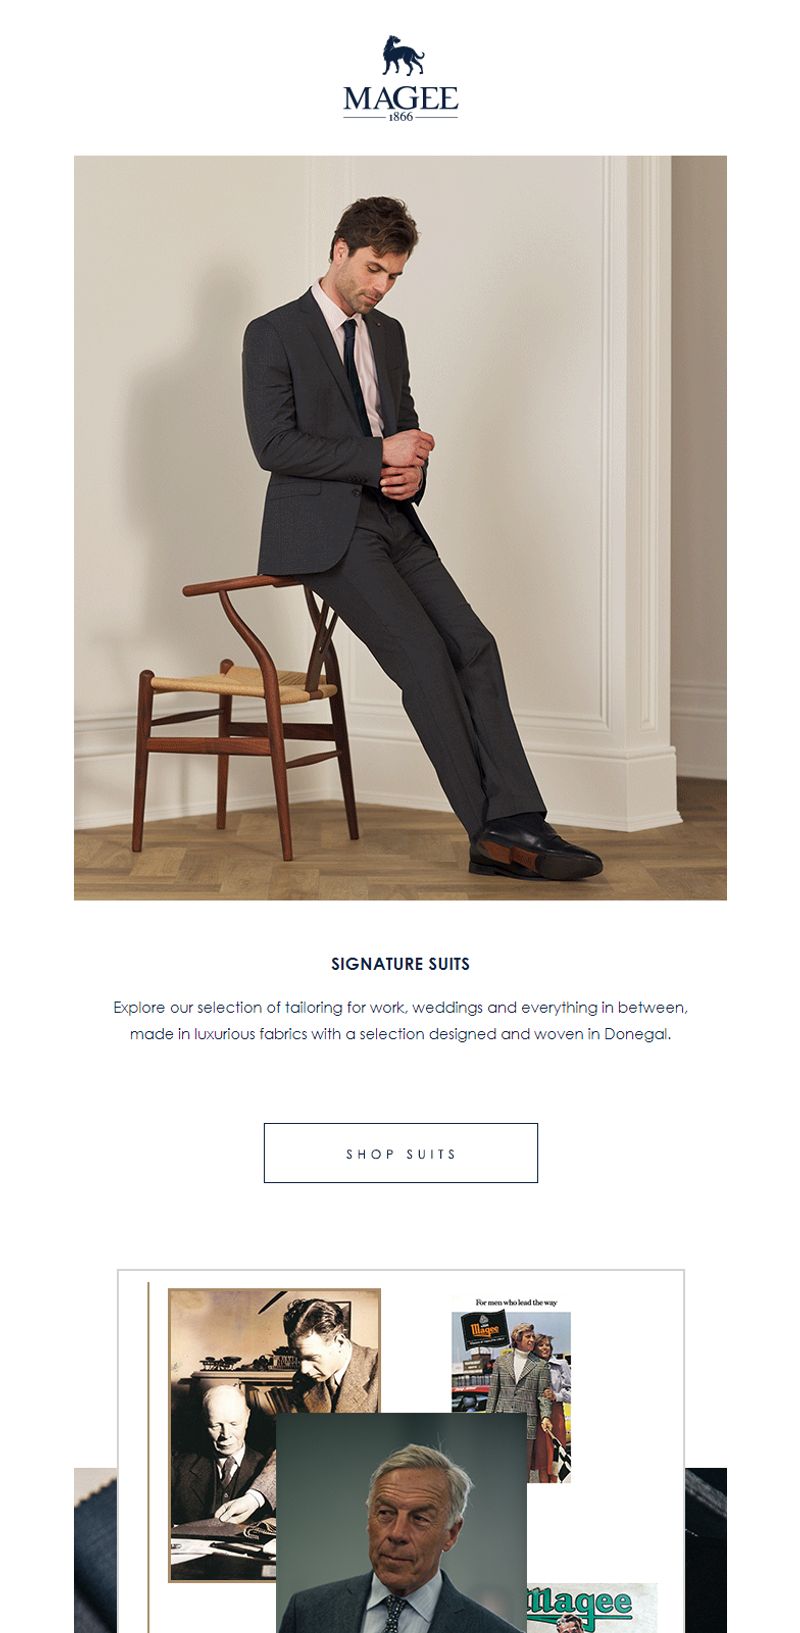 MAGEE
1866
SIGNATURE SUITS
Explore our selection of tailoring for work, weddings and everything in between,
made in luxurious fabrics with a selection designed and woven in Donegal.
SHOP SUITS
For men who lead the way
Magee
Magee